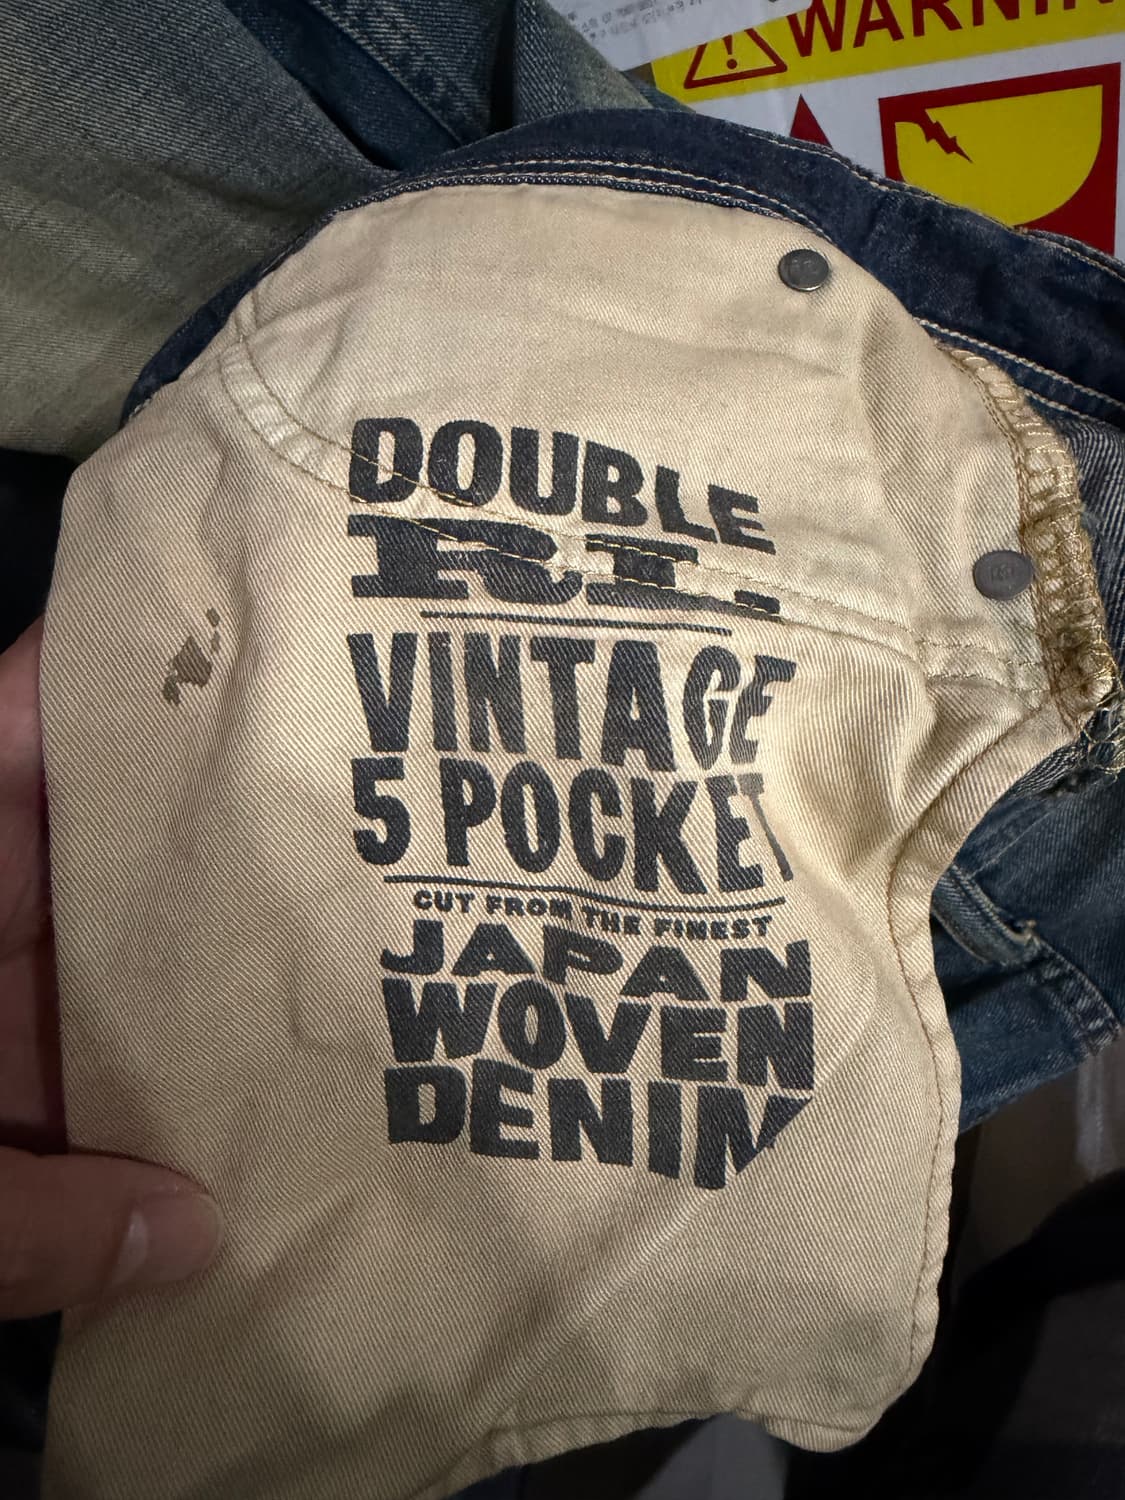 WARNIN
DOUBLE
RL.
VINTAGE
5 POCKET
CUT FROM THE FINEST
JAPAN
WOVEN
DENIM